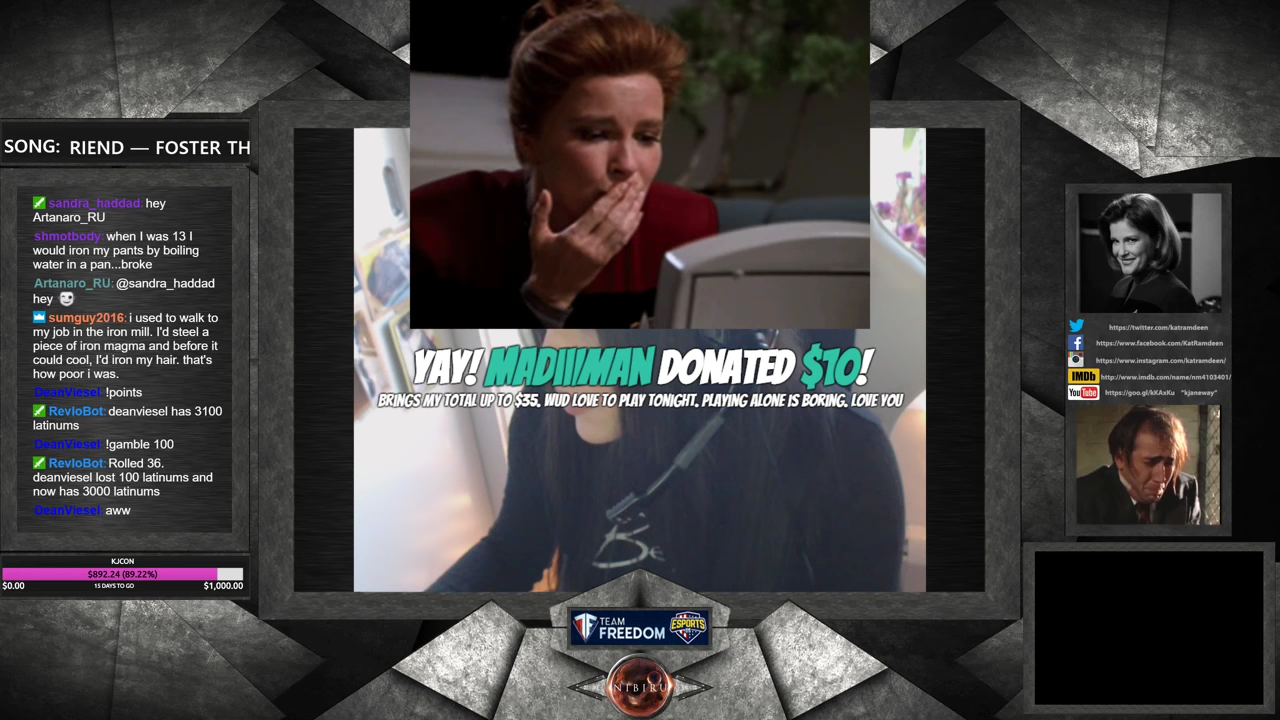 SONG: RIEND — FOSTER TH
sandra_haddad: hey
Artanaro_RU
shmotbody: when I was 13 I
would iron my pants by boiling
water in a pan...broke
Artanaro_RU: @sandra_haddad
hey
sumguy2016: i used to walk to
my job in the iron mill. I'd steel a
piece of iron magma and before it
could cool, I'd iron my hair. that's
how poor i was.
DeanViesel: !points
RevloBot: deanviesel has 3100
latinums
DeanViesel: !gamble 100
RevloBot: Rolled 36.
deanviesel lost 100 latinums and
now has 3000 latinums
DeanViesel: aww
KJCON
$892.24 (89.22%)
$0.00 15 DAYS TO GO $1,000.00
YAY! MADIIVMAN DONATED $10!
BRINGS MY TOTAL UP TO $35. WUD LOVE TO PLAY TONIGHT. PLAYING ALONE IS BORING. LOVE YOU
Be
TEAM
FREEDOM
ESPORTS
NIBIRU
https://twitter.com/katramdeen
https://www.facebook.com/KatRamdeen
https://www.instagram.com/katramdeen/
IMDb http://www.imdb.com/name/nm4103401/
YouTube https://goo.gl/kKAxKu "kjaneway"